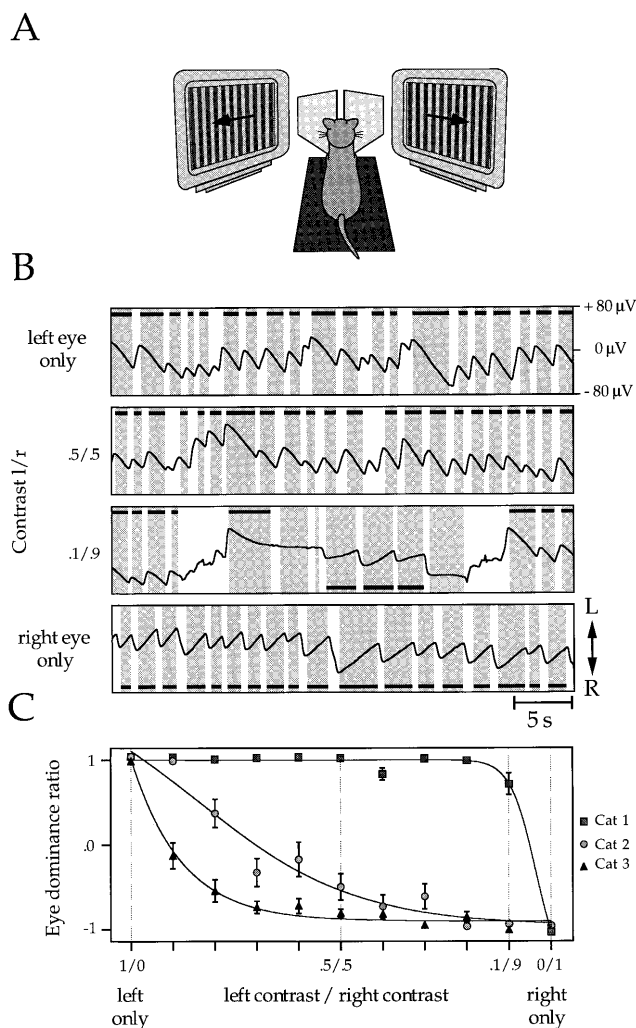 A
B
left eye
only
+ 80 µV
0 µV
- 80 µV
.5/.5
Contrast l/r
.1/9
right eye
only
L
R
5 s
C
Eye dominance ratio
1
.0
-1
Cat 1
Cat 2
Cat 3
1/0
.5/.5
.1/9
0/1
left
only
left contrast / right contrast
right
only